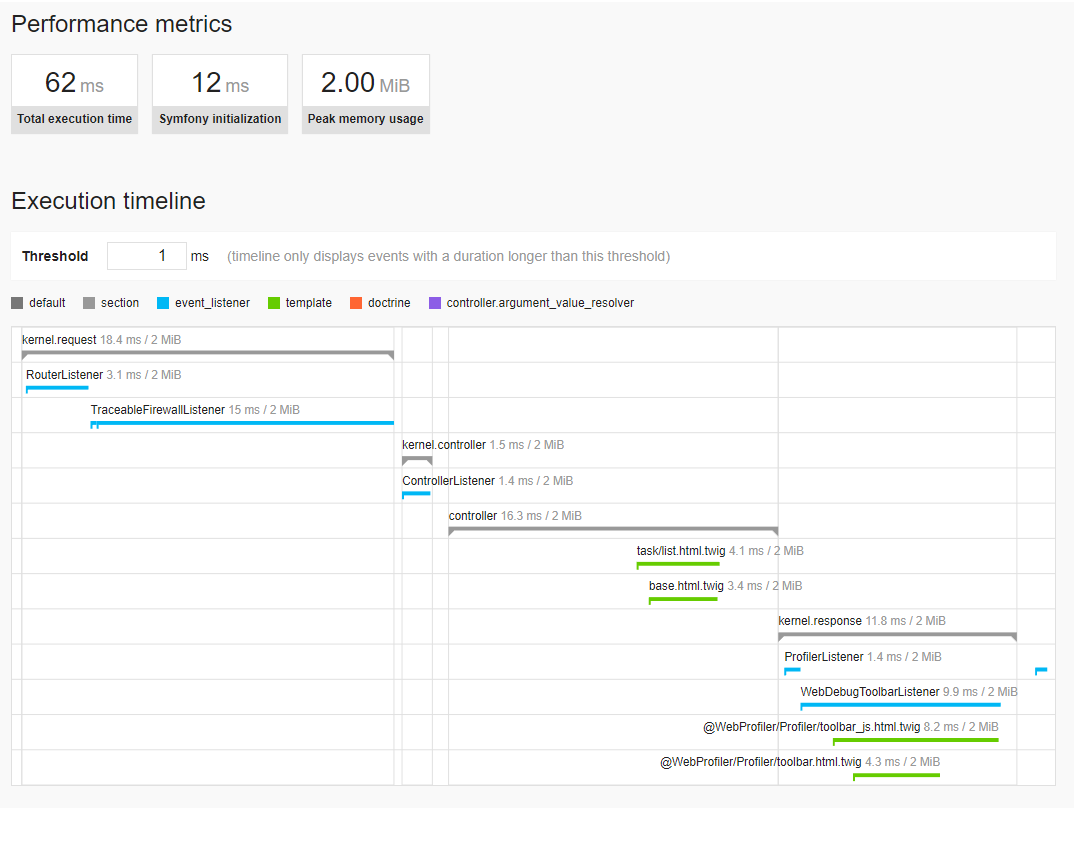 Performance metrics
62 ms
12 ms
2.00 MiB
Total execution time
Symfony initialization
Peak memory usage
Execution timeline
Threshold 1 ms (timeline only displays events with a duration longer than this threshold)
default section event_listener template doctrine controller.argument_value_resolver
kernel.request 18.4 ms / 2 MiB
RouterListener 3.1 ms / 2 MiB
TraceableFirewallListener 15 ms / 2 MiB
kernel.controller 1.5 ms / 2 MiB
ControllerListener 1.4 ms / 2 MiB
controller 16.3 ms / 2 MiB
task/list.html.twig 4.1 ms / 2 MiB
base.html.twig 3.4 ms / 2 MiB
kernel.response 11.8 ms / 2 MiB
ProfilerListener 1.4 ms / 2 MiB
WebDebugToolbarListener 9.9 ms / 2 MiB
@WebProfiler/Profiler/toolbar_js.html.twig 8.2 ms / 2 MiB
@WebProfiler/Profiler/toolbar.html.twig 4.3 ms / 2 MiB